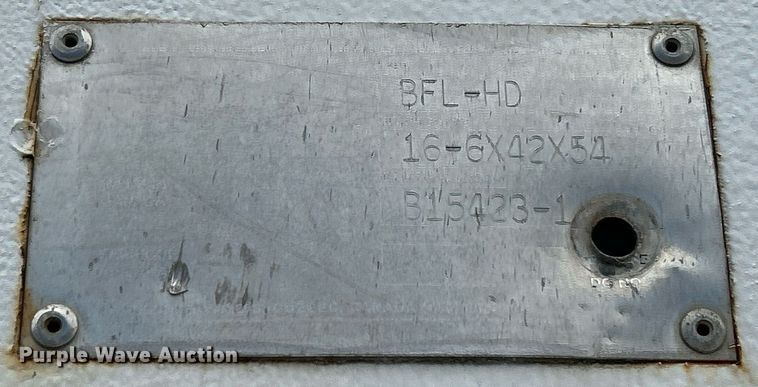 BFL-HD
16-6X42X54
B15423-1
Purple Wave Auction